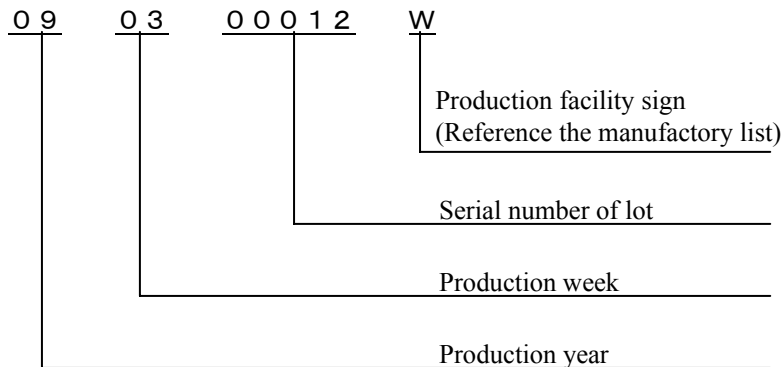 ０９ ０３ ０００１２ Ｗ
Production facility sign
(Reference the manufactory list)
Serial number of lot
Production week
Production year